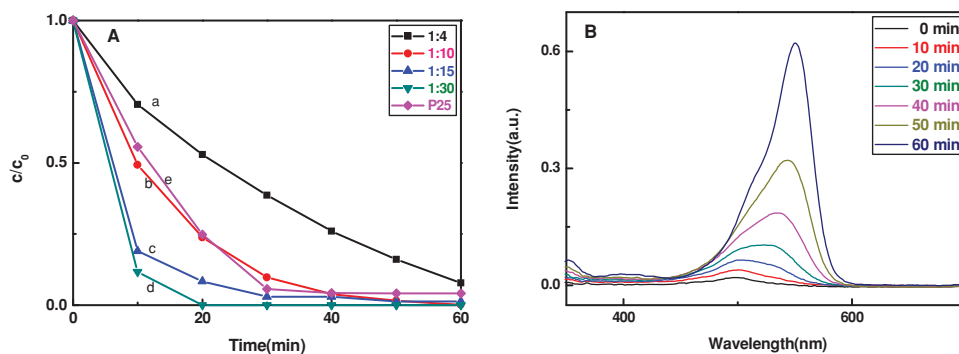 A
1:4
1:10
1:15
1:30
P25
a
b
c
d
e
1.0
0.5
0.0
c/c0
0 20 40 60
Time(min)
B
0 min
10 min
20 min
30 min
40 min
50 min
60 min
0.6
0.3
0.0
Intensity(a.u.)
400 600
Wavelength(nm)